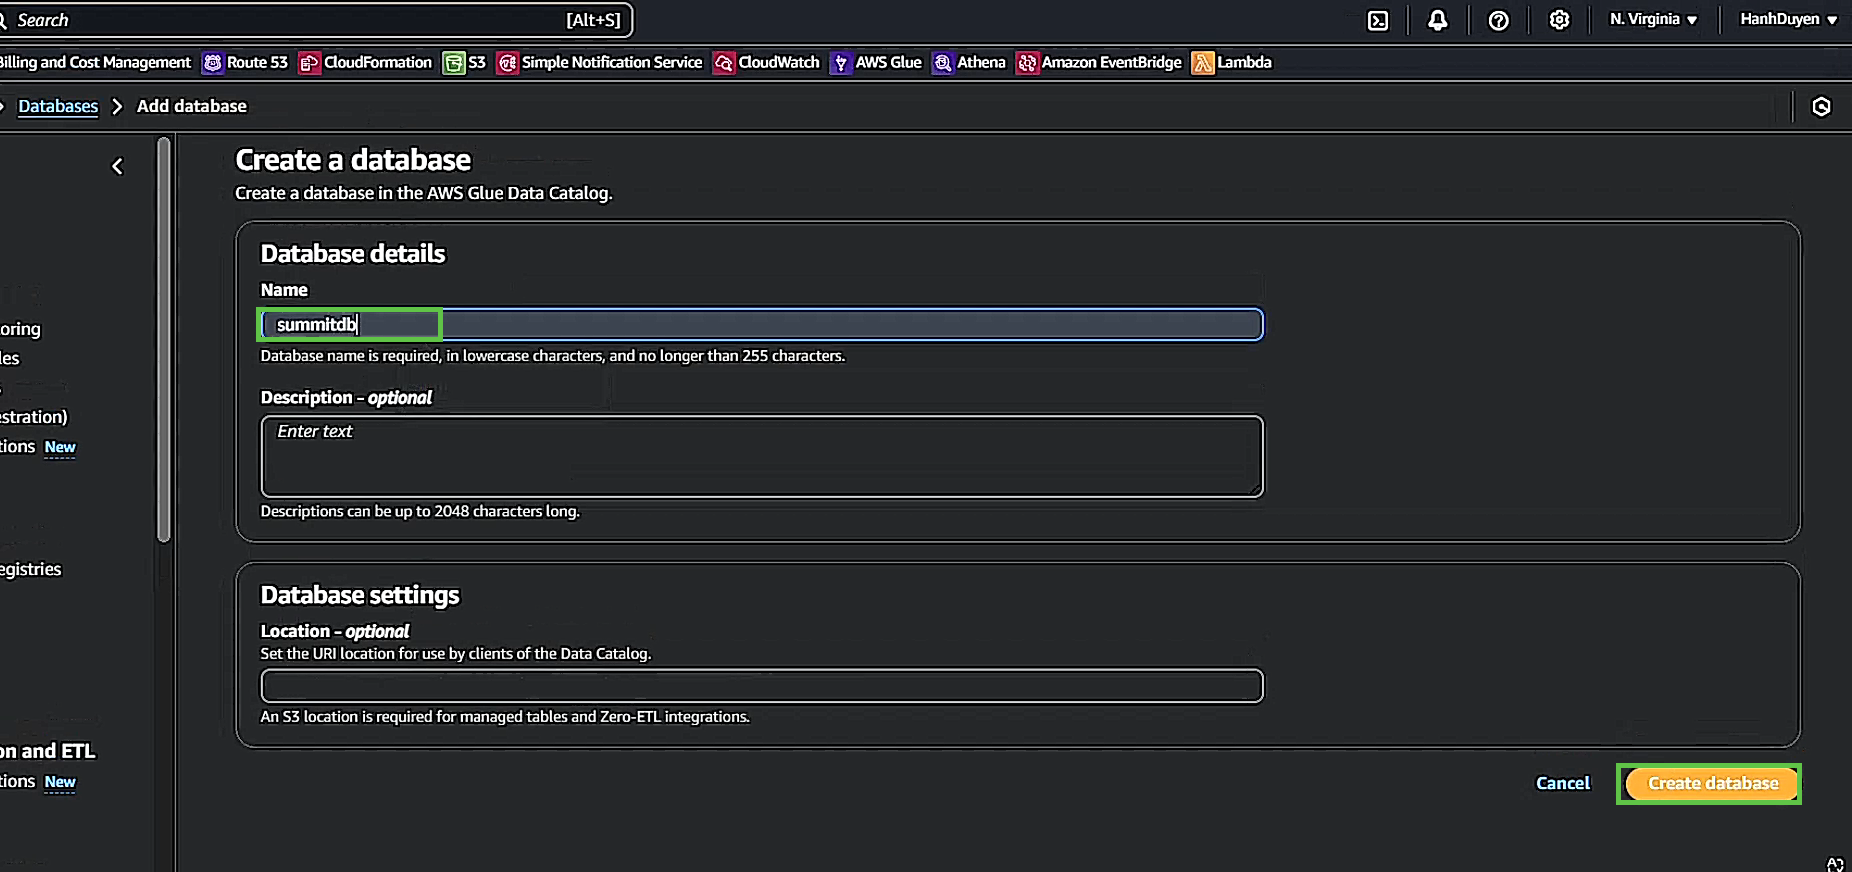 Search [Alt+S] N. Virginia HanhDuyen
Billing and Cost Management Route 53 CloudFormation S3 Simple Notification Service CloudWatch AWS Glue Athena Amazon EventBridge Lambda
Databases Add database
Create a database
Create a database in the AWS Glue Data Catalog.
Database details
Name
summitdb
Database name is required, in lowercase characters, and no longer than 255 characters.
Description – optional
Enter text
Descriptions can be up to 2048 characters long.
Database settings
Location – optional
Set the URI location for use by clients of the Data Catalog.
An S3 location is required for managed tables and Zero-ETL integrations.
Cancel Create database
oring
les
estration)
tions New
egistries
on and ETL
tions New